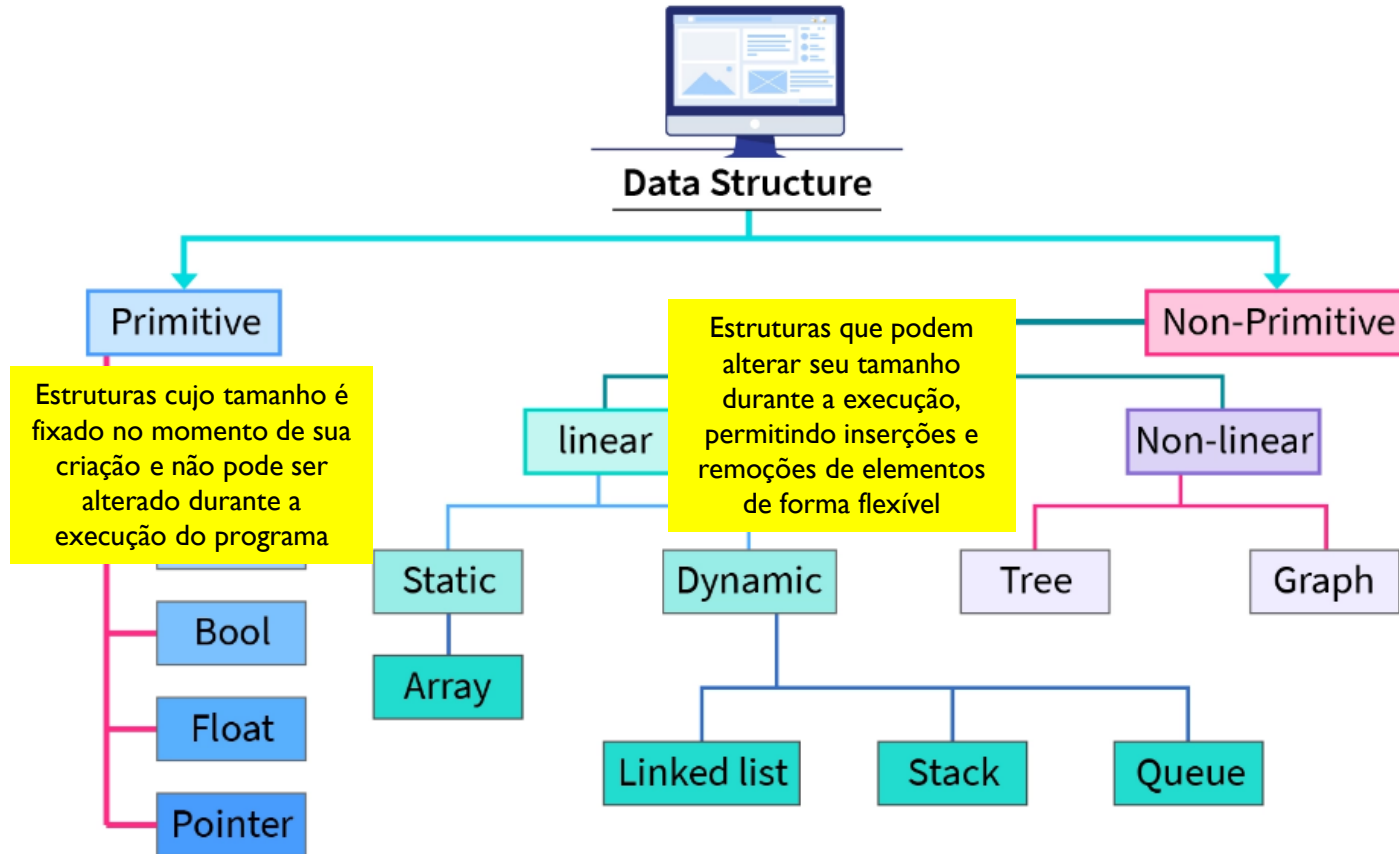 Data Structure
Primitive
Non-Primitive
Estruturas cujo tamanho é
fixado no momento de sua
criação e não pode ser
alterado durante a
execução do programa
Estruturas que podem
alterar seu tamanho
durante a execução,
permitindo inserções e
remoções de elementos
de forma flexível
linear
Non-linear
Static
Dynamic
Tree
Graph
Bool
Array
Float
Linked list
Stack
Queue
Pointer